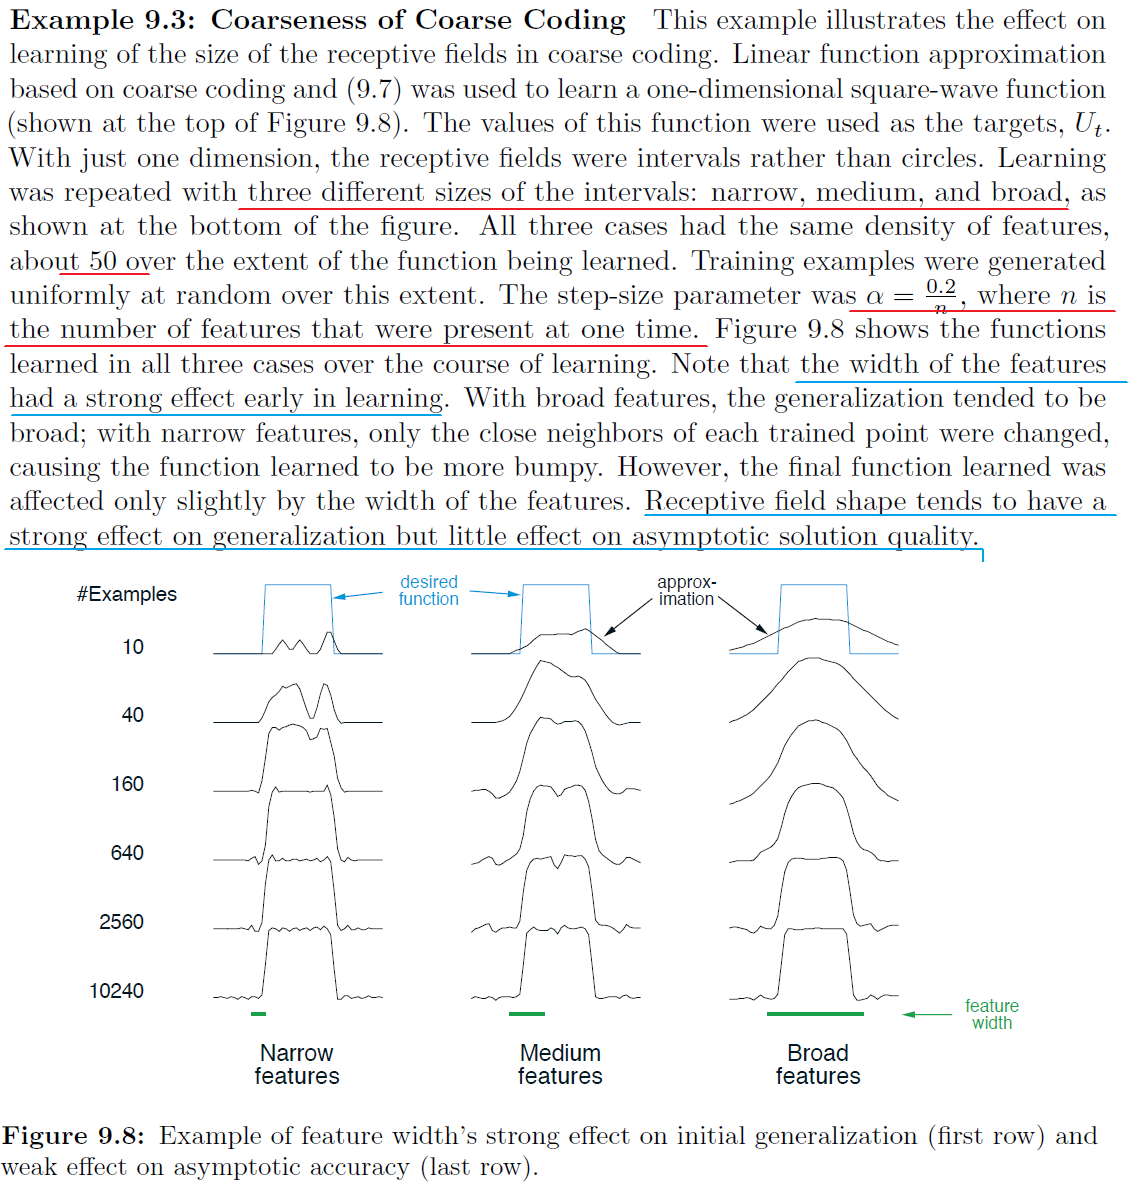 Example 9.3: Coarseness of Coarse Coding This example illustrates the effect on
learning of the size of the receptive fields in coarse coding. Linear function approximation
based on coarse coding and (9.7) was used to learn a one-dimensional square-wave function
(shown at the top of Figure 9.8). The values of this function were used as the targets, Uₜ.
With just one dimension, the receptive fields were intervals rather than circles. Learning
was repeated with three different sizes of the intervals: narrow, medium, and broad, as
shown at the bottom of the figure. All three cases had the same density of features,
about 50 over the extent of the function being learned. Training examples were generated
uniformly at random over this extent. The step-size parameter was α = 0.2/n, where n is
the number of features that were present at one time. Figure 9.8 shows the functions
learned in all three cases over the course of learning. Note that the width of the features
had a strong effect early in learning. With broad features, the generalization tended to be
broad; with narrow features, only the close neighbors of each trained point were changed,
causing the function learned to be more bumpy. However, the final function learned was
affected only slightly by the width of the features. Receptive field shape tends to have a
strong effect on generalization but little effect on asymptotic solution quality.
#Examples
desired
function
approx-
imation
10
40
160
640
2560
10240
feature
width
Narrow
features
Medium
features
Broad
features
Figure 9.8: Example of feature width's strong effect on initial generalization (first row) and
weak effect on asymptotic accuracy (last row).